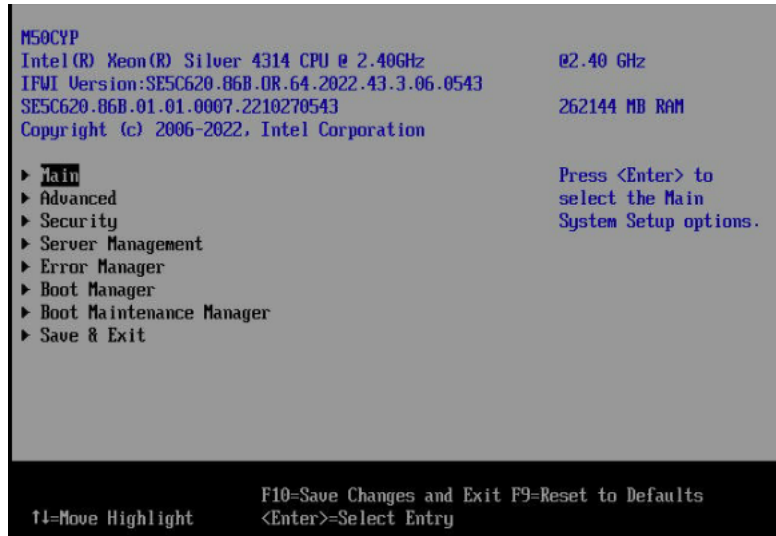 M50CYP
Intel(R) Xeon(R) Silver 4314 CPU @ 2.40GHz @2.40 GHz
IFWI Version:SE5C620.86B.OR.64.2022.43.3.06.0543
SE5C620.86B.01.01.0007.2210270543 262144 MB RAM
Copyright (c) 2006-2022, Intel Corporation
▶ Main Press <Enter> to
▶ Advanced select the Main
▶ Security System Setup options.
▶ Server Management
▶ Error Manager
▶ Boot Manager
▶ Boot Maintenance Manager
▶ Save & Exit
F10=Save Changes and Exit F9=Reset to Defaults
↑↓=Move Highlight <Enter>=Select Entry